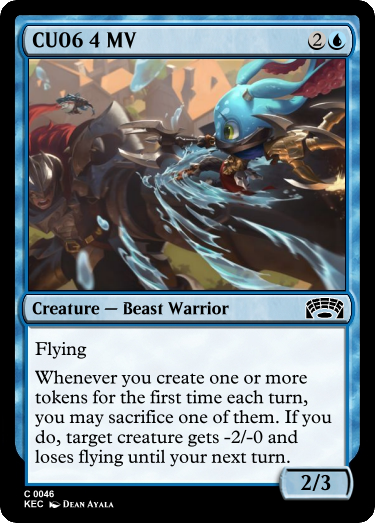 CU06 4 MV
2
Creature — Beast Warrior
Flying
Whenever you create one or more
tokens for the first time each turn,
you may sacrifice one of them. If you
do, target creature gets -2/-0 and
loses flying until your next turn.
2/3
C 0046
KEC Dean Ayala